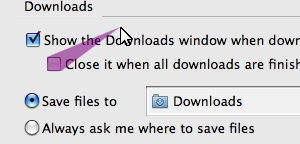 Downloads
Show the Downloads window when down
Close it when all downloads are finish
Save files to
Downloads
Always ask me where to save files